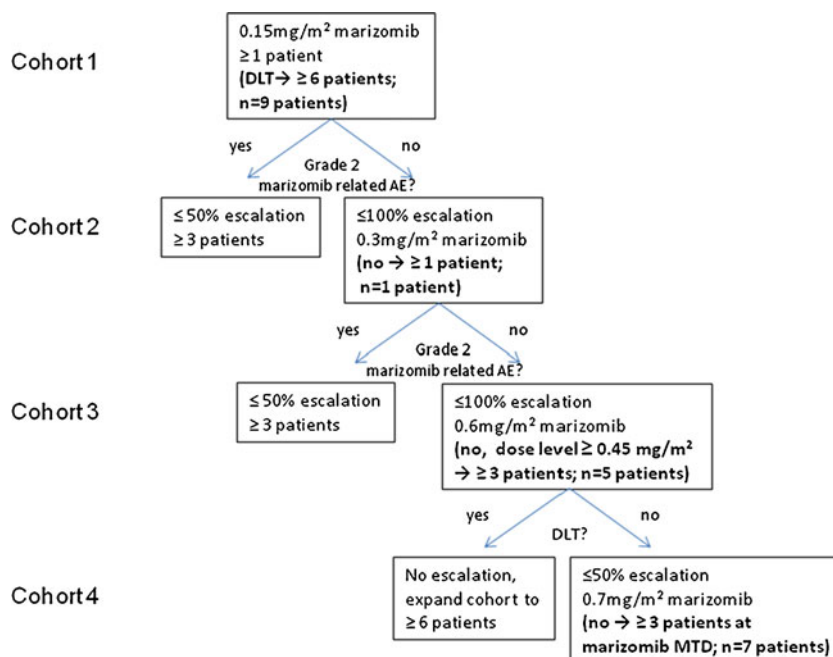 Cohort 1
0.15mg/m² marizomib
≥ 1 patient
(DLT→ ≥ 6 patients;
n=9 patients)
yes
no
Grade 2
marizomib related AE?
Cohort 2
≤ 50% escalation
≥ 3 patients
≤100% escalation
0.3mg/m² marizomib
(no → ≥ 1 patient;
n=1 patient)
yes
no
Grade 2
marizomib related AE?
Cohort 3
≤ 50% escalation
≥ 3 patients
≤100% escalation
0.6mg/m² marizomib
(no, dose level ≥ 0.45 mg/m²
→ ≥ 3 patients; n=5 patients)
yes
no
DLT?
Cohort 4
No escalation,
expand cohort to
≥ 6 patients
≤50% escalation
0.7mg/m² marizomib
(no → ≥ 3 patients at
marizomib MTD; n=7 patients)